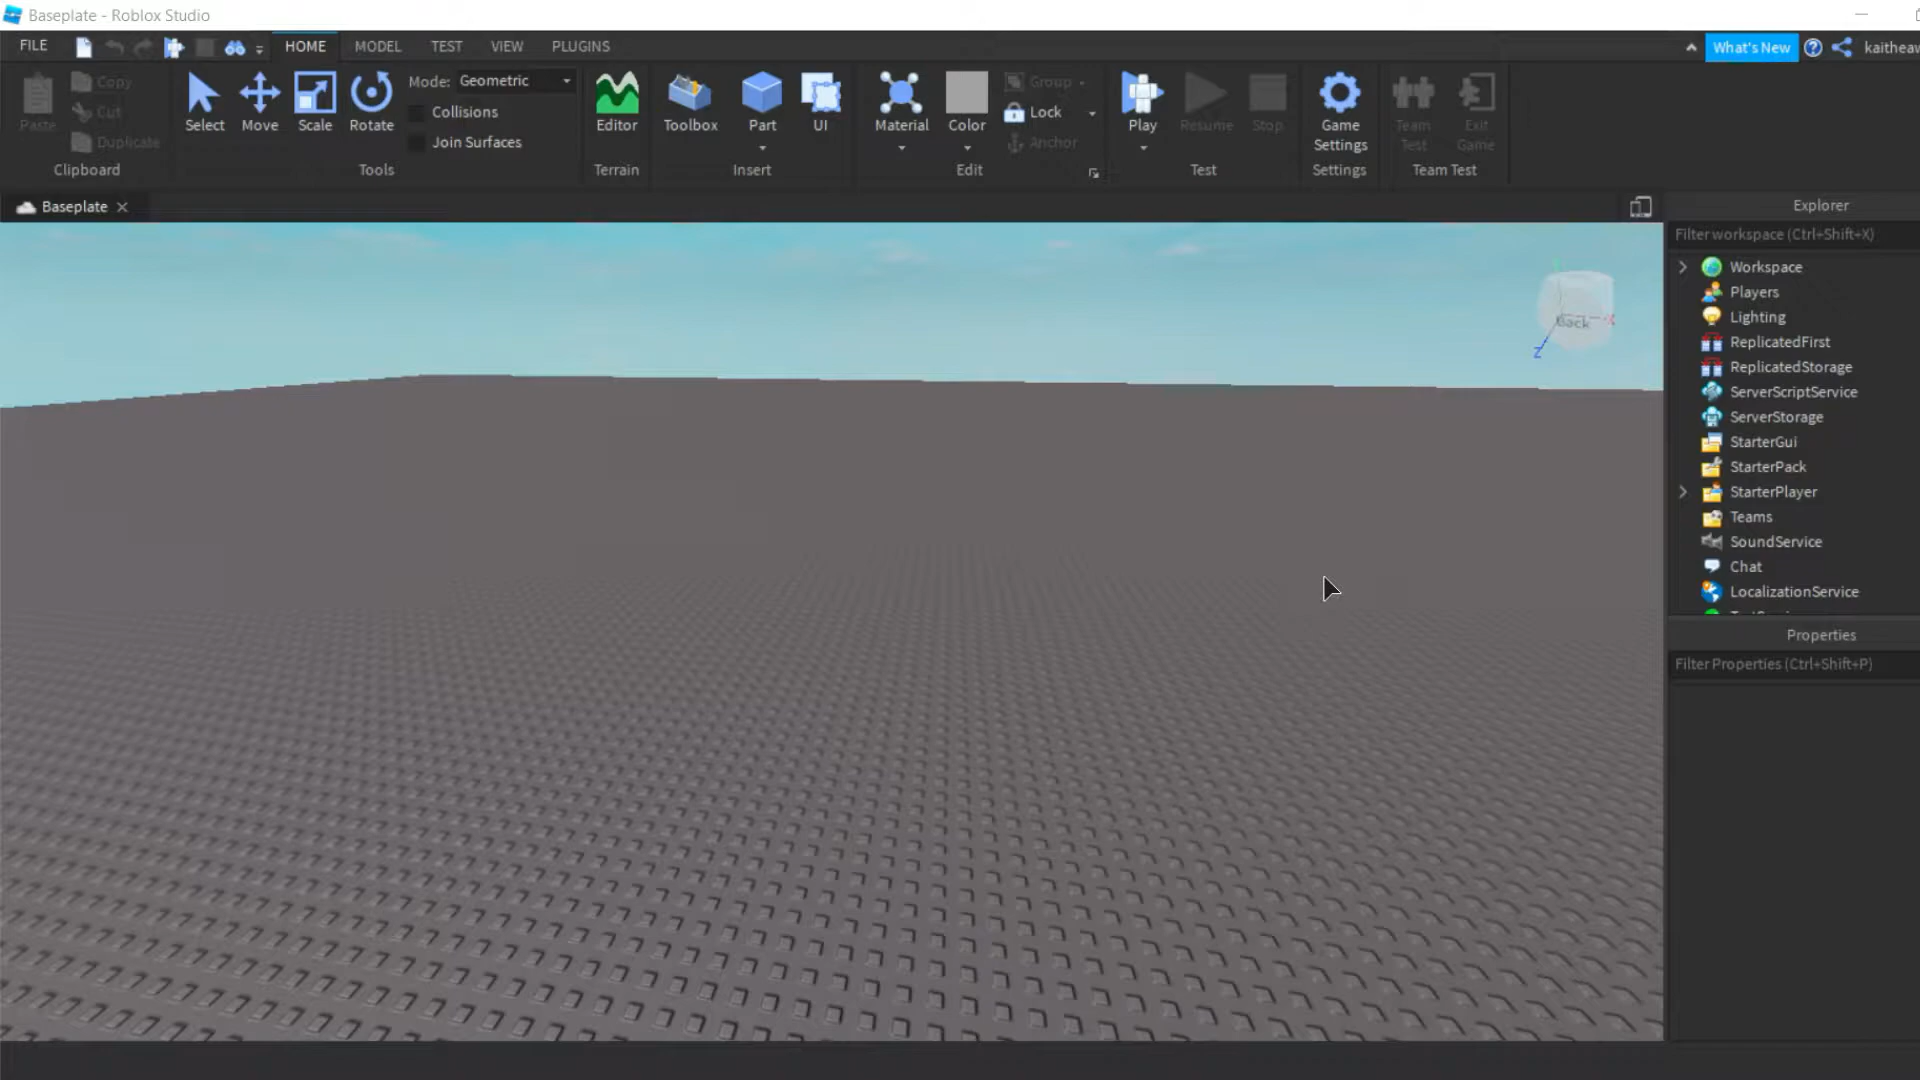 Baseplate - Roblox Studio
FILE HOME MODEL TEST VIEW PLUGINS What's New
Paste Copy Cut Duplicate
Clipboard
Select Move Scale Rotate
Mode: Geometric
Collisions
Join Surfaces
Tools
Editor
Terrain
Toolbox Part UI
Insert
Material Color
Group
Lock
Anchor
Edit
Play Resume Stop
Test
Game Settings
Settings
Team Test Exit Game
Team Test
Baseplate
Back
Z
X
Explorer
Filter workspace (Ctrl+Shift+X)
Workspace
Players
Lighting
ReplicatedFirst
ReplicatedStorage
ServerScriptService
ServerStorage
StarterGui
StarterPack
StarterPlayer
Teams
SoundService
Chat
LocalizationService
Properties
Filter Properties (Ctrl+Shift+P)